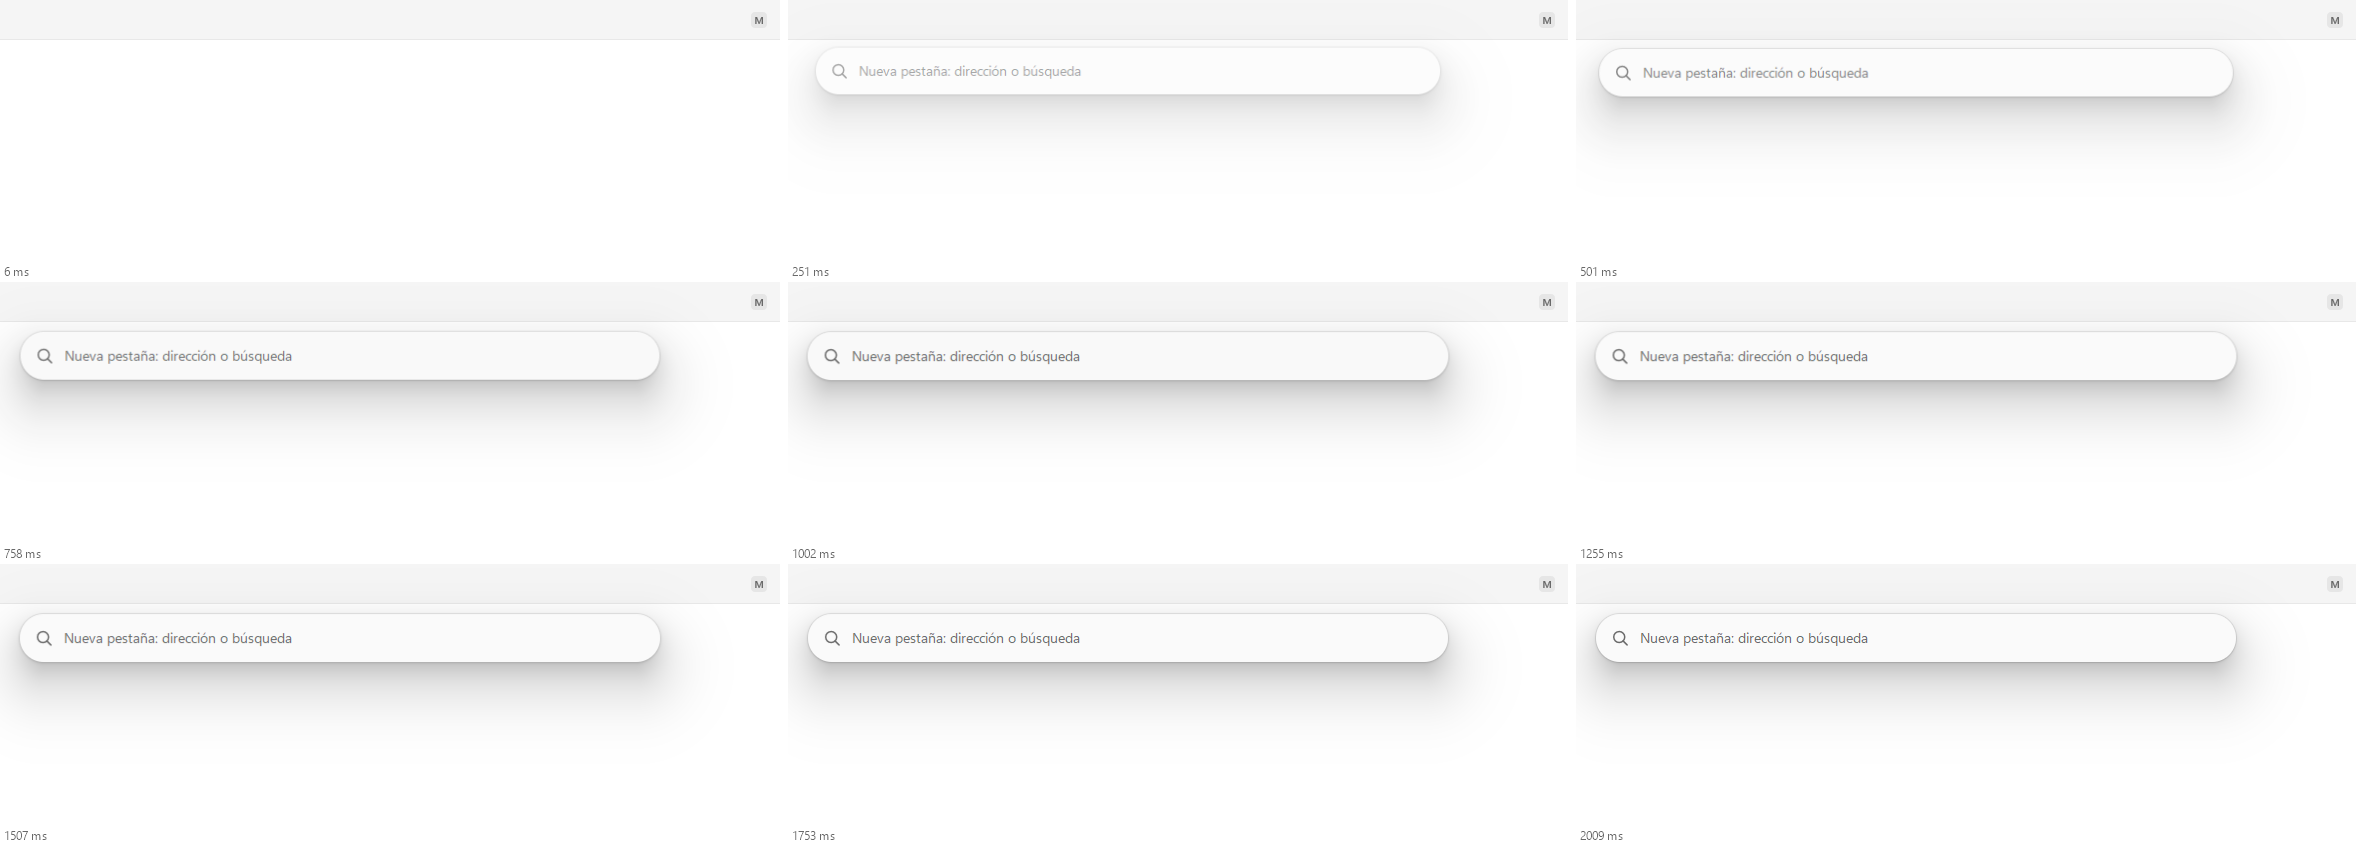 M
M
M
Nueva pestaña: dirección o búsqueda
Nueva pestaña: dirección o búsqueda
6 ms
251 ms
501 ms
M
M
M
Nueva pestaña: dirección o búsqueda
Nueva pestaña: dirección o búsqueda
Nueva pestaña: dirección o búsqueda
758 ms
1002 ms
1255 ms
M
M
M
Nueva pestaña: dirección o búsqueda
Nueva pestaña: dirección o búsqueda
Nueva pestaña: dirección o búsqueda
1507 ms
1753 ms
2009 ms